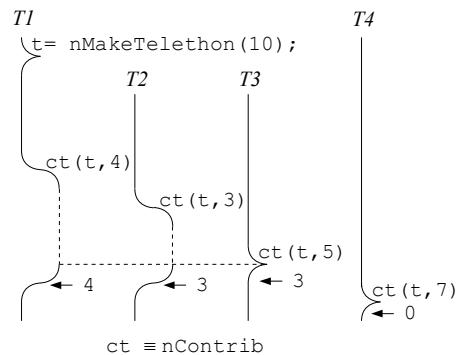 T1
T4
t= nMakeTelethon(10);
T2
T3
ct(t,4)
ct(t,3)
ct(t,5)
4
3
3
ct(t,7)
0
ct ≡nContrib